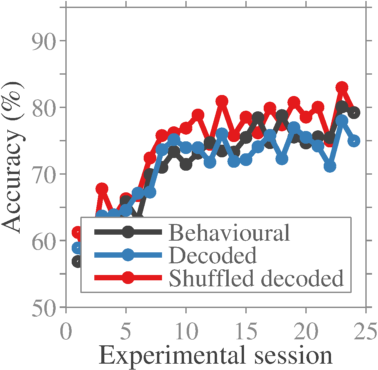 90
80
70
60
50
Accuracy (%)
Behavioural
Decoded
Shuffled decoded
0 5 10 15 20 25
Experimental session